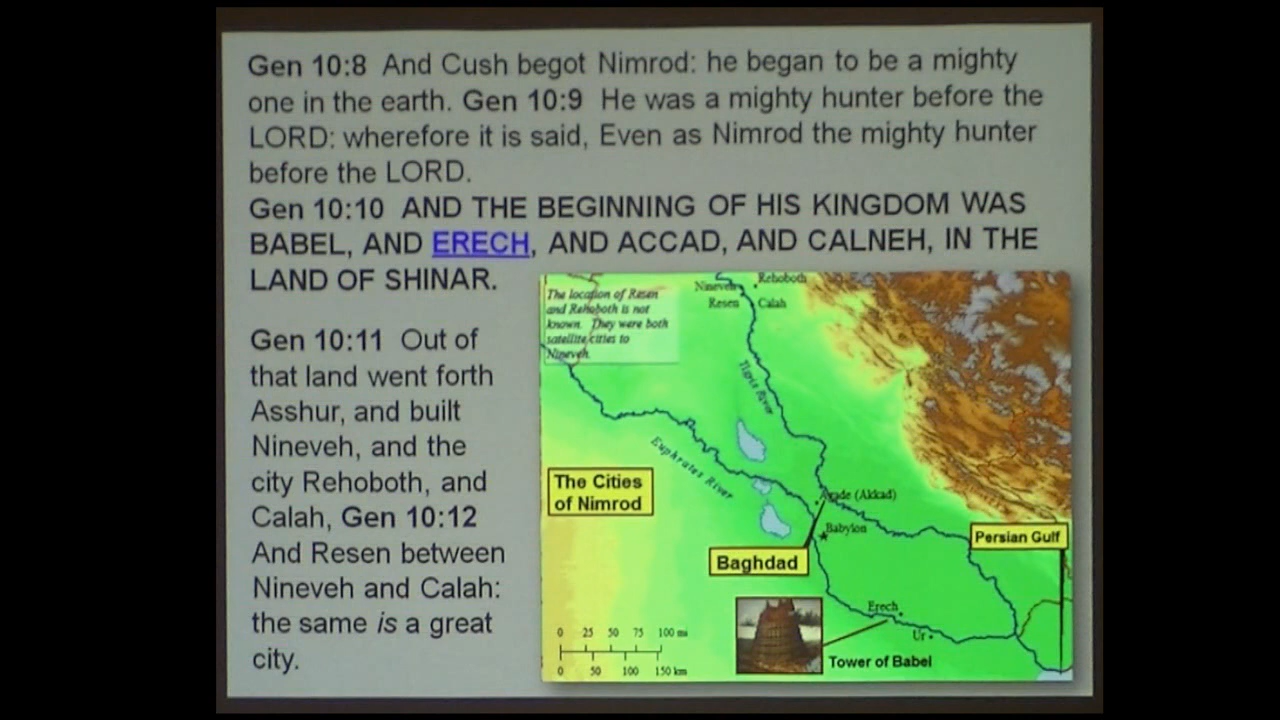 Gen 10:8 And Cush begot Nimrod: he began to be a mighty
one in the earth. Gen 10:9 He was a mighty hunter before the
LORD: wherefore it is said, Even as Nimrod the mighty hunter
before the LORD.
Gen 10:10 AND THE BEGINNING OF HIS KINGDOM WAS
BABEL, AND ERECH, AND ACCAD, AND CALNEH, IN THE
LAND OF SHINAR.
Gen 10:11 Out of
that land went forth
Asshur, and built
Nineveh, and the
city Rehoboth, and
Calah, Gen 10:12
And Resen between
Nineveh and Calah:
the same is a great
city.
The location of Resen
and Rehoboth is not
known. They were both
satellite cities to
Nineveh.
Nineveh Rehoboth
Resen Calah
Tigris River
Euphrates River
The Cities
of Nimrod
Agade (Akkad)
Babylon
Persian Gulf
Baghdad
Erech
Ur
Tower of Babel
0 25 50 75 100 mi
0 50 100 150 km